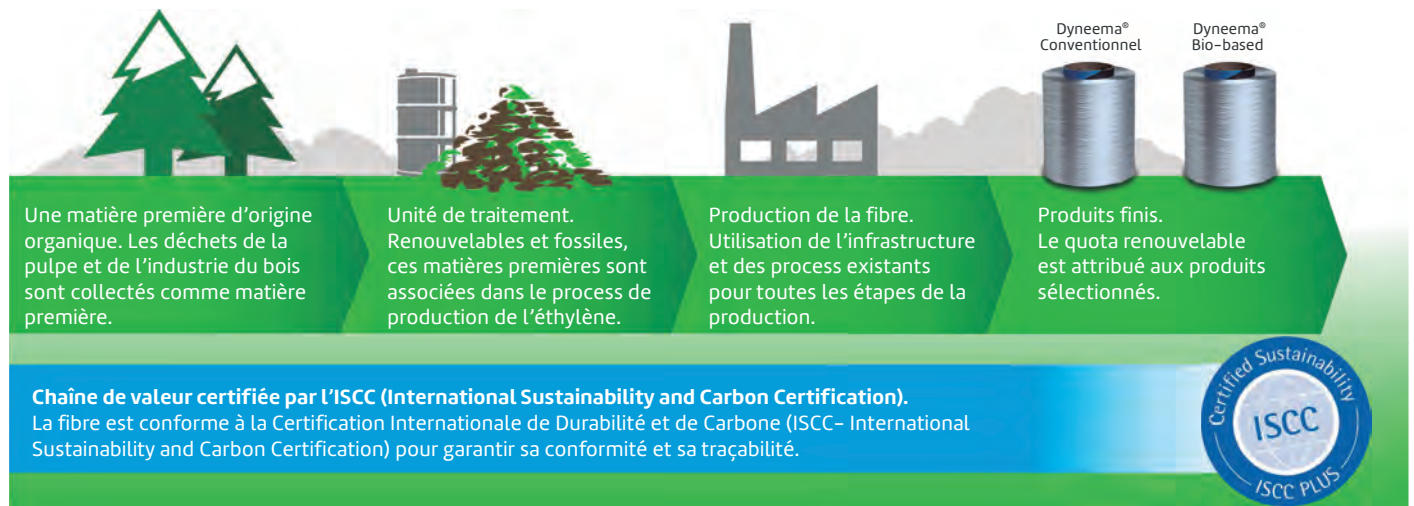 Dyneema®
Conventionnel
Dyneema®
Bio-based
Une matière première d'origine
organique. Les déchets de la
pulpe et de l'industrie du bois
sont collectés comme matière
première.
Unité de traitement.
Renouvelables et fossiles,
ces matières premières sont
associées dans le process de
production de l'éthylène.
Production de la fibre.
Utilisation de l'infrastructure
et des process existants
pour toutes les étapes de la
production.
Produits finis.
Le quota renouvelable
est attribué aux produits
sélectionnés.
Chaîne de valeur certifiée par l'ISCC (International Sustainability and Carbon Certification).
La fibre est conforme à la Certification Internationale de Durabilité et de Carbone (ISCC- International
Sustainability and Carbon Certification) pour garantir sa conformité et sa traçabilité.
Certified Sustainability
ISCC
ISCC PLUS